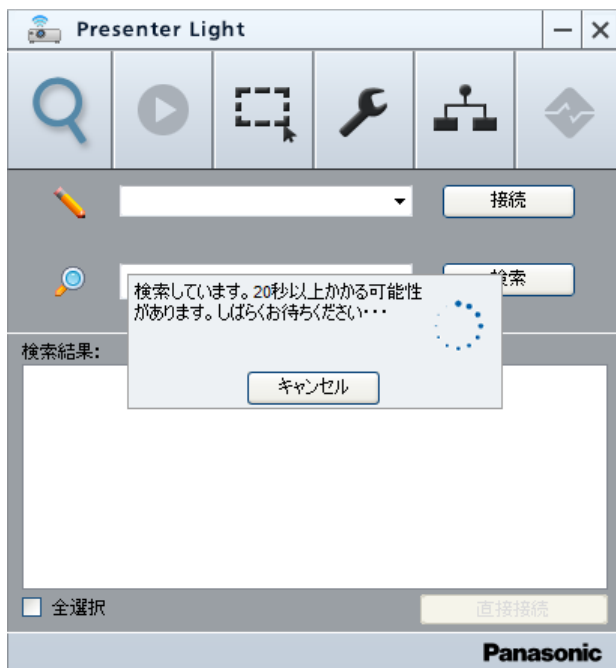 Presenter Light
接続
検索
検索しています。20秒以上かかる可能性
があります。しばらくお待ちください・・・
キャンセル
検索結果:
全選択
直接接続
Panasonic